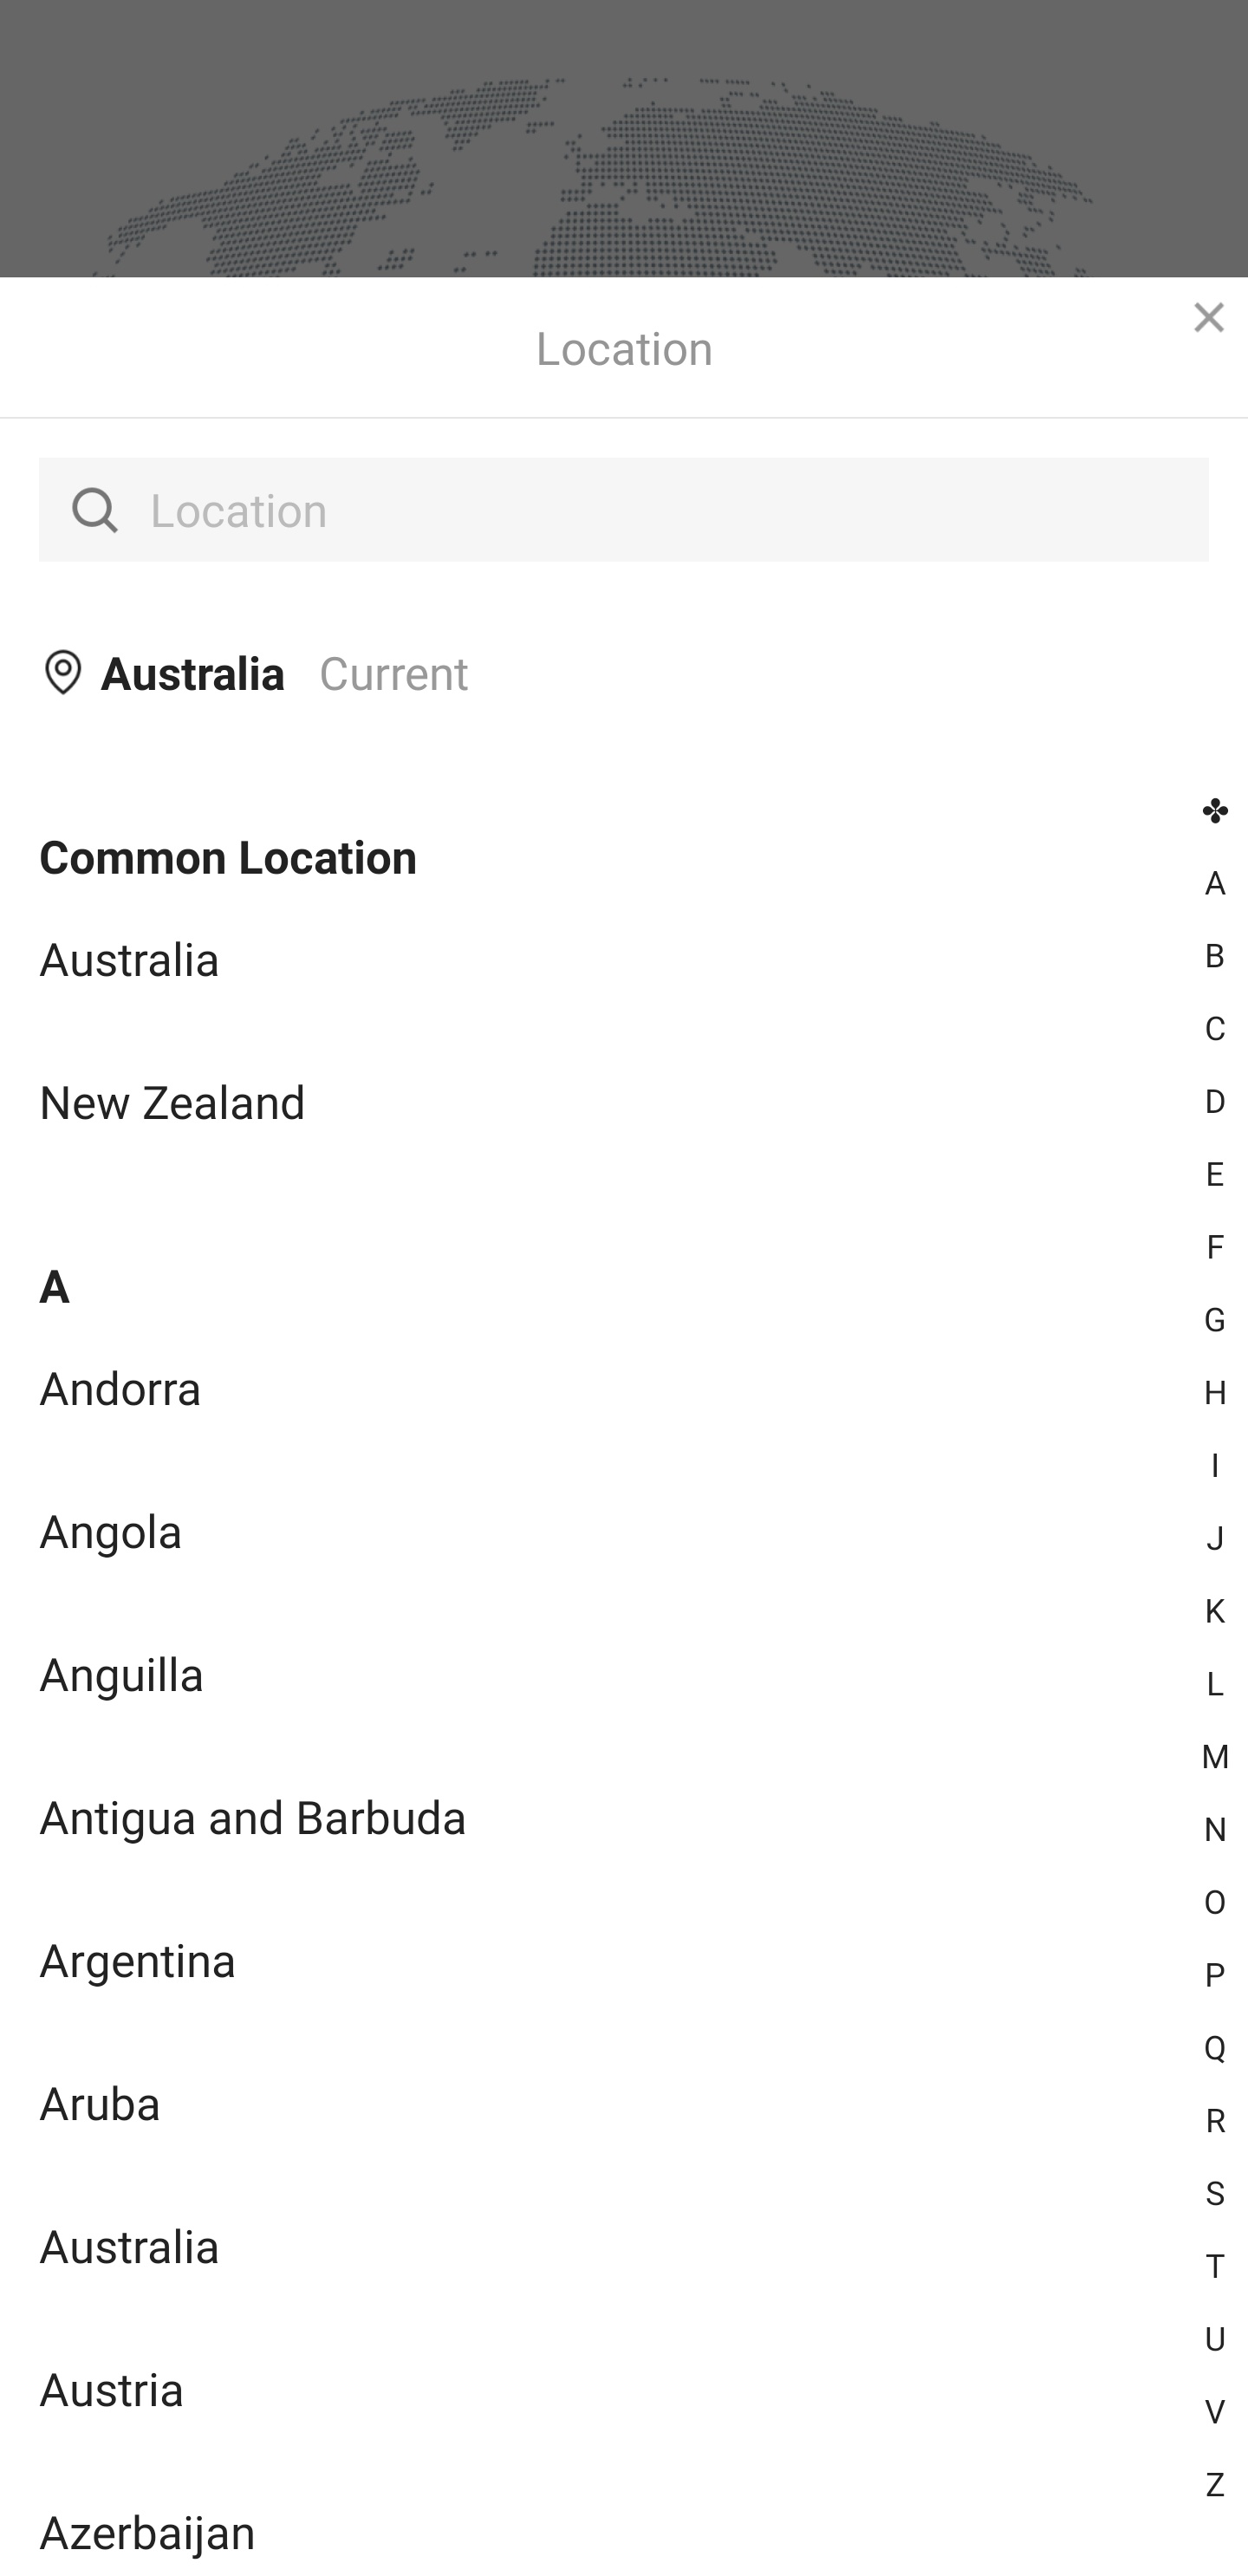 Location
Location
Australia Current
Common Location
Australia
New Zealand
A
Andorra
Angola
Anguilla
Antigua and Barbuda
Argentina
Aruba
Australia
Austria
Azerbaijan
A
B
C
D
E
F
G
H
I
J
K
L
M
N
O
P
Q
R
S
T
U
V
Z